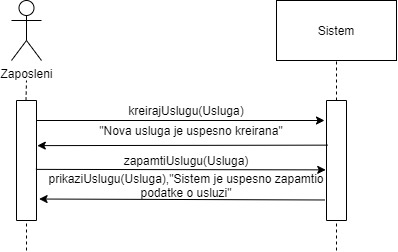 Sistem
Zaposleni
kreirajUslugu(Usluga)
"Nova usluga je uspesno kreirana"
zapamtiUslugu(Usluga)
prikaziUslugu(Usluga),"Sistem je uspesno zapamtio
podatke o usluzi"